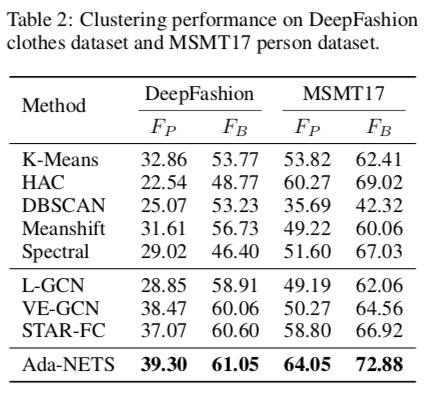 Table 2: Clustering performance on DeepFashion
clothes dataset and MSMT17 person dataset.
Method DeepFashion MSMT17
F_P F_B F_P F_B
K-Means 32.86 53.77 53.82 62.41
HAC 22.54 48.77 60.27 69.02
DBSCAN 25.07 53.23 35.69 42.32
Meanshift 31.61 56.73 49.22 60.06
Spectral 29.02 46.40 51.60 67.03
L-GCN 28.85 58.91 49.19 62.06
VE-GCN 38.47 60.06 50.27 64.56
STAR-FC 37.07 60.60 58.80 66.92
Ada-NETS 39.30 61.05 64.05 72.88